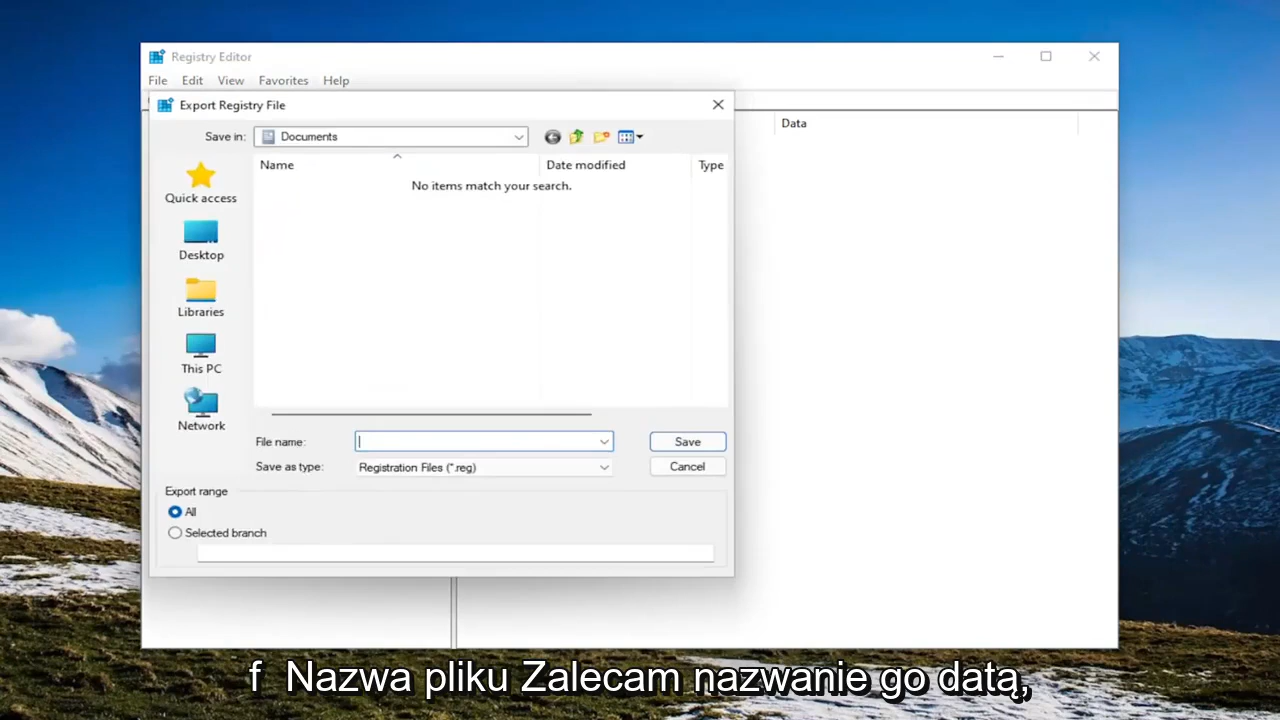 Registry Editor
File Edit View Favorites Help
Export Registry File
Save in: Documents
Data
Name Date modified Type
No items match your search.
Quick access
Desktop
Libraries
This PC
Network
File name: Save
Save as type: Registration Files (*.reg) Cancel
Export range
All
Selected branch
f Nazwa pliku Zalecam nazwanie go datą,